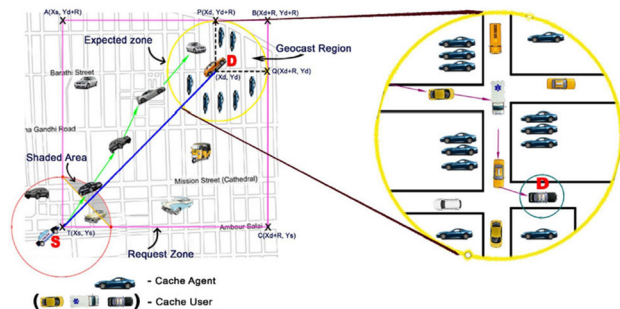 A(Xs, Yd+R)
P(Xd, Yd+R)
B(Xd+R, Yd+R)
Expected zone
D
Geocast Region
Barathi Street
(Xd, Yd)
Q(Xd+R, Yd)
na Gandhi Road
Shaded Area
Mission Street (Cathedral)
D
T(Xs, Ys)
Ambour Salai
S
Request Zone
C(Xd+R, Ys)
- Cache Agent
( ) - Cache User